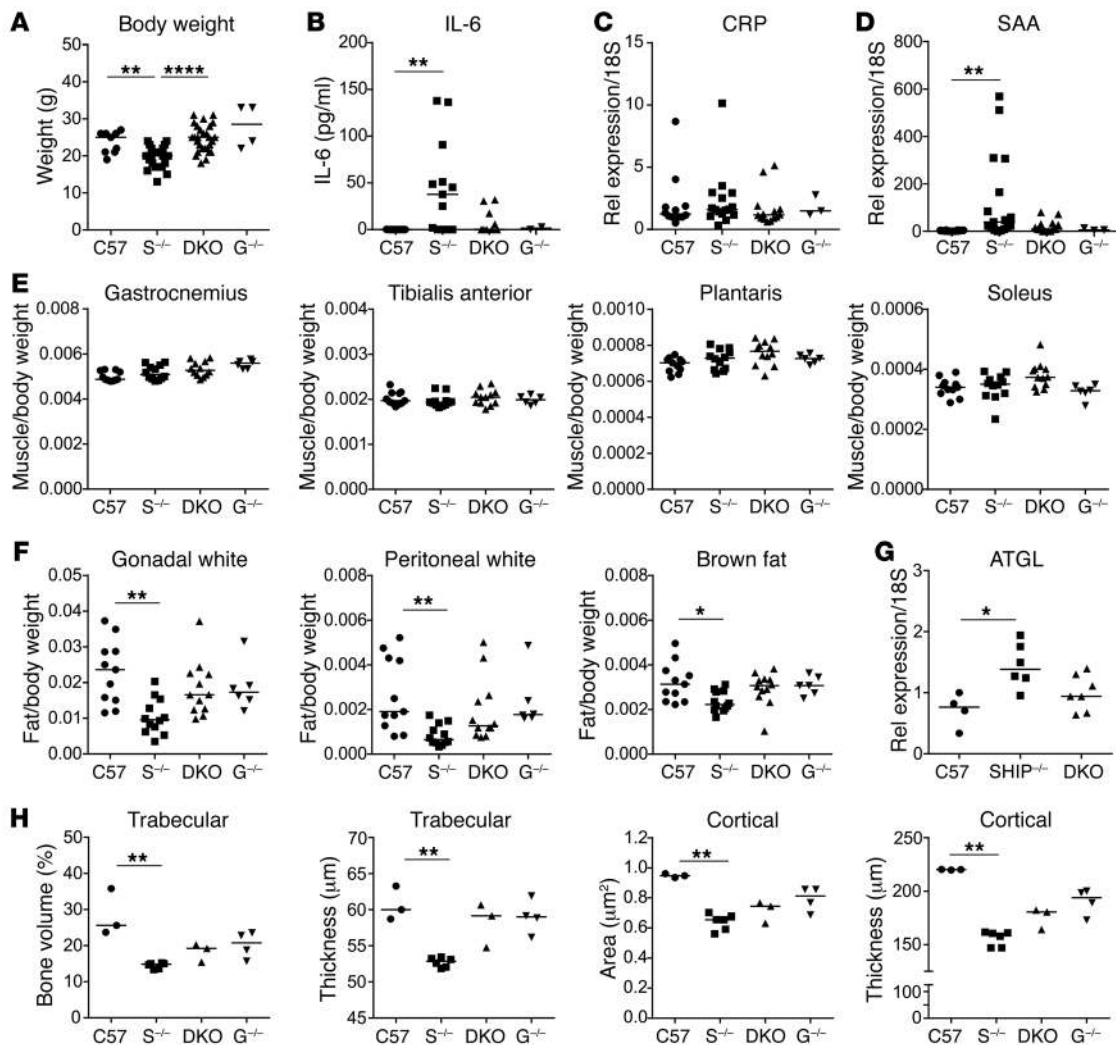 A Body weight
Weight (g)
50
40
30
20
10
0
** ****
C57 S⁻/⁻ DKO G⁻/⁻
B IL-6
IL-6 (pg/ml)
200
150
100
50
0
**
C57 S⁻/⁻ DKO G⁻/⁻
C CRP
Rel expression/18S
15
10
5
0
C57 S⁻/⁻ DKO G⁻/⁻
D SAA
Rel expression/18S
800
600
400
200
0
**
C57 S⁻/⁻ DKO G⁻/⁻
E Gastrocnemius
Muscle/body weight
0.008
0.006
0.004
0.002
0.000
C57 S⁻/⁻ DKO G⁻/⁻
Tibialis anterior
Muscle/body weight
0.004
0.003
0.002
0.001
0.000
C57 S⁻/⁻ DKO G⁻/⁻
Plantaris
Muscle/body weight
0.0010
0.0008
0.0006
0.0004
0.0002
0.0000
C57 S⁻/⁻ DKO G⁻/⁻
Soleus
Muscle/body weight
0.0006
0.0004
0.0002
0.0000
C57 S⁻/⁻ DKO G⁻/⁻
F Gonadal white
Fat/body weight
0.05
0.04
0.03
0.02
0.01
0.00
**
C57 S⁻/⁻ DKO G⁻/⁻
Peritoneal white
Fat/body weight
0.008
0.006
0.004
0.002
0.000
**
C57 S⁻/⁻ DKO G⁻/⁻
Brown fat
Fat/body weight
0.008
0.006
0.004
0.002
0.000
*
C57 S⁻/⁻ DKO G⁻/⁻
G ATGL
Rel expression/18S
3
2
1
0
*
C57 SHIP⁻/⁻ DKO
H Trabecular
Bone volume (%)
50
40
30
20
10
0
**
C57 S⁻/⁻ DKO G⁻/⁻
Trabecular
Thickness (μm)
75
70
65
60
55
50
45
**
C57 S⁻/⁻ DKO G⁻/⁻
Cortical
Area (μm²)
1.2
1.0
0.8
0.6
0.4
0.2
0.0
**
C57 S⁻/⁻ DKO G⁻/⁻
Cortical
Thickness (μm)
250
200
150
100
0
**
C57 S⁻/⁻ DKO G⁻/⁻